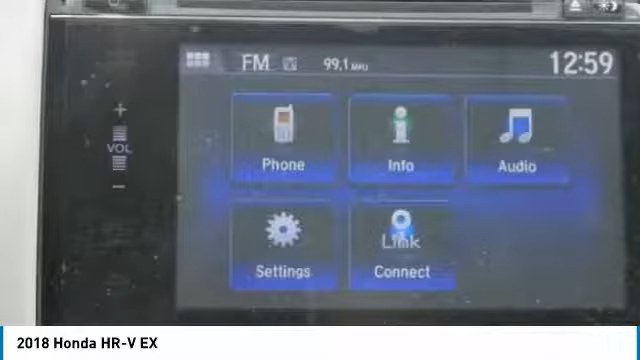 FM 99.1 MHz 12:59
+
VOL
−
Phone Info Audio
Link
Settings Connect
2018 Honda HR-V EX